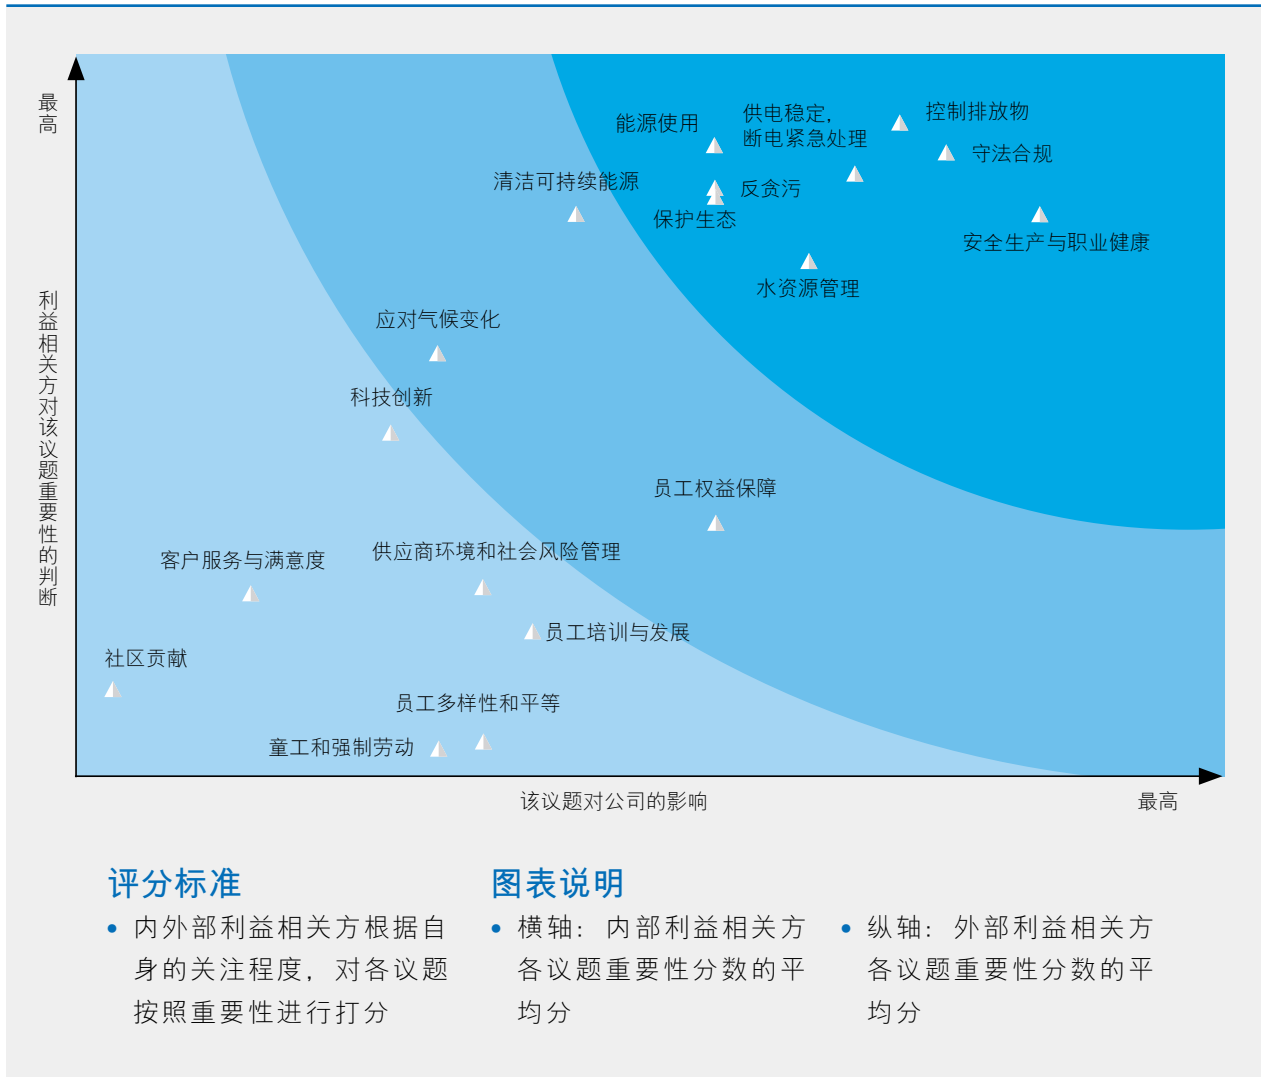 最高
利益相关方对该议题重要性的判断
能源使用
供电稳定，
断电紧急处理
控制排放物
守法合规
清洁可持续能源
反贪污
保护生态
安全生产与职业健康
水资源管理
应对气候变化
科技创新
员工权益保障
客户服务与满意度
供应商环境和社会风险管理
员工培训与发展
社区贡献
员工多样性和平等
童工和强制劳动
该议题对公司的影响
最高
评分标准
• 内外部利益相关方根据自
身的关注程度，对各议题
按照重要性进行打分
图表说明
• 横轴：内部利益相关方
各议题重要性分数的平
均分
• 纵轴：外部利益相关方
各议题重要性分数的平
均分